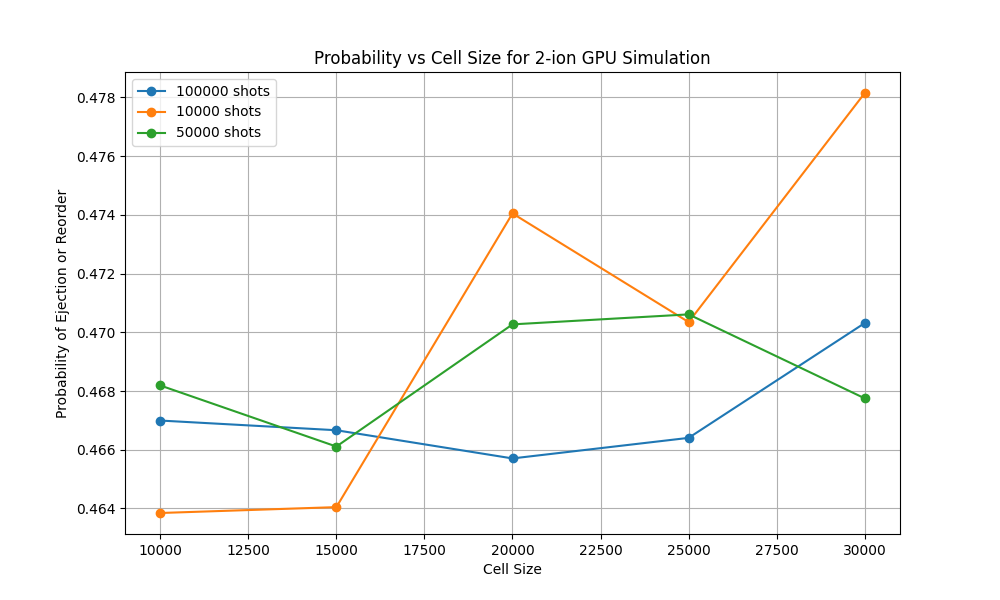 Probability vs Cell Size for 2-ion GPU Simulation
100000 shots
10000 shots
50000 shots
Probability of Ejection or Reorder
0.478
0.476
0.474
0.472
0.470
0.468
0.466
0.464
10000 12500 15000 17500 20000 22500 25000 27500 30000
Cell Size